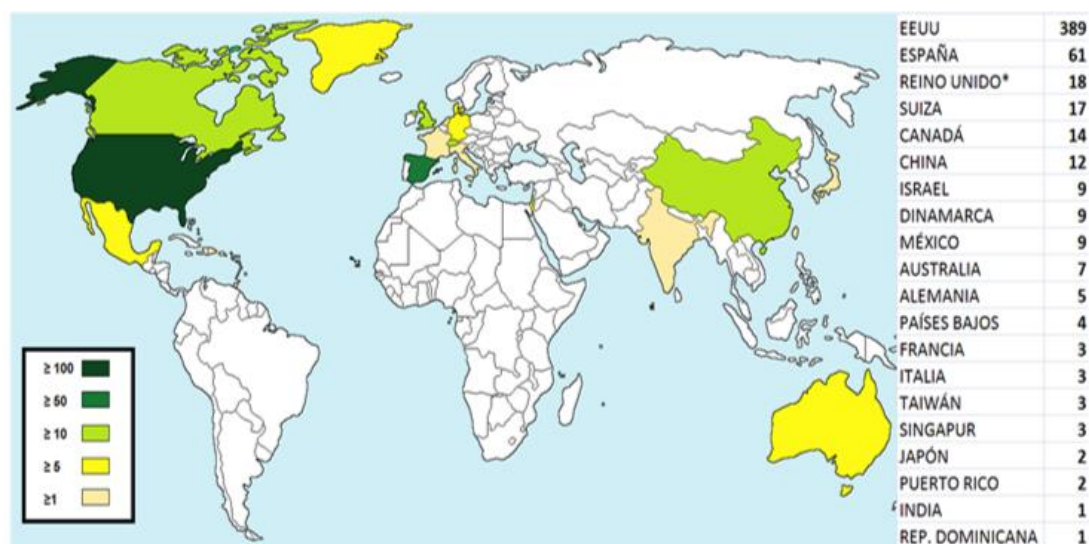 EEUU 389
ESPAÑA 61
REINO UNIDO* 18
SUIZA 17
CANADÁ 14
CHINA 12
ISRAEL 9
DINAMARCA 9
MÉXICO 9
AUSTRALIA 7
ALEMANIA 5
PAÍSES BAJOS 4
FRANCIA 3
ITALIA 3
TAIWÁN 3
SINGAPUR 3
JAPÓN 2
PUERTO RICO 2
INDIA 1
REP. DOMINICANA 1
≥ 100
≥ 50
≥ 10
≥ 5
≥1